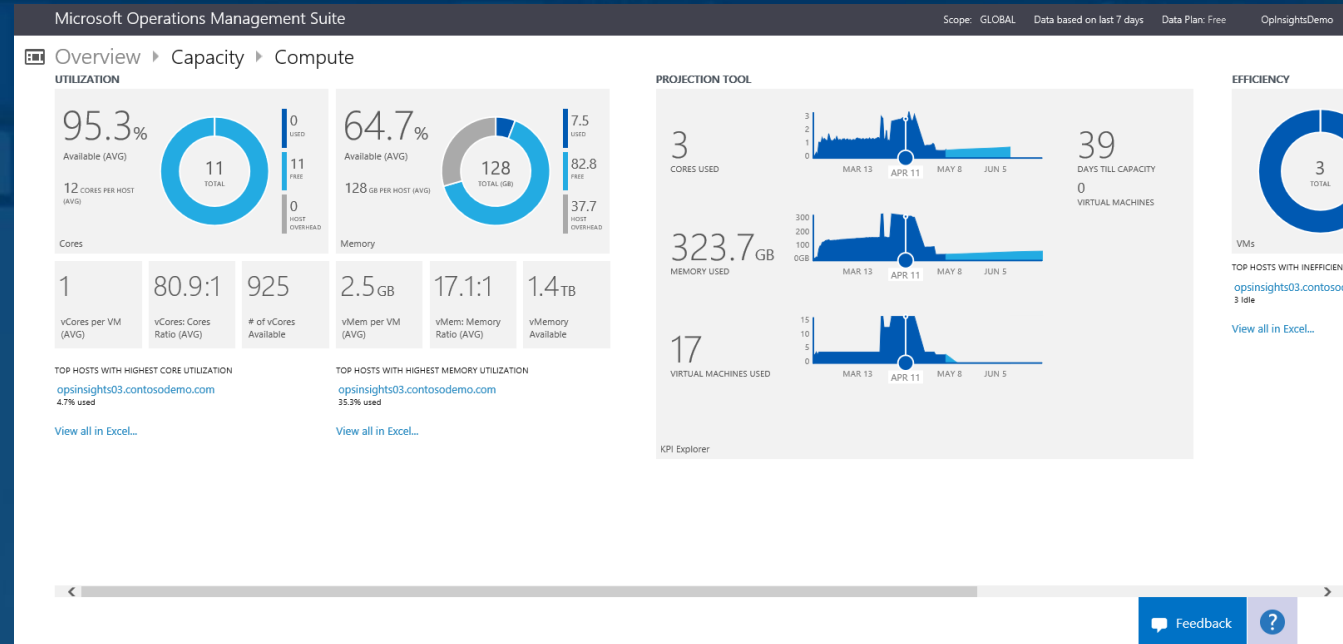 Microsoft Operations Management Suite
Scope: GLOBAL Data based on last 7 days Data Plan: Free OpInsightsDemo
Overview Capacity Compute
UTILIZATION
95.3%
Available (AVG)
12 CORES PER HOST
(AVG)
11
TOTAL
0
USED
11
FREE
0
HOST
OVERHEAD
Cores
64.7%
Available (AVG)
128 GB PER HOST (AVG)
128
TOTAL (GB)
7.5
USED
82.8
FREE
37.7
HOST
OVERHEAD
Memory
1
vCores per VM
(AVG)
80.9:1
vCores: Cores
Ratio (AVG)
925
# of vCores
Available
2.5GB
vMem per VM
(AVG)
17.1:1
vMem: Memory
Ratio (AVG)
1.4TB
vMemory
Available
TOP HOSTS WITH HIGHEST CORE UTILIZATION
opsinsights03.contosodemo.com
4.7% used
View all in Excel...
TOP HOSTS WITH HIGHEST MEMORY UTILIZATION
opsinsights03.contosodemo.com
35.3% used
View all in Excel...
PROJECTION TOOL
3
CORES USED
3
2
1
0
MAR 13 APR 11 MAY 8 JUN 5
39
DAYS TILL CAPACITY
0
VIRTUAL MACHINES
323.7GB
MEMORY USED
300
200
100
0GB
MAR 13 APR 11 MAY 8 JUN 5
17
VIRTUAL MACHINES USED
15
10
5
0
MAR 13 APR 11 MAY 8 JUN 5
KPI Explorer
EFFICIENCY
3
TOTAL
VMs
TOP HOSTS WITH INEFFICIEN
opsinsights03.contoso
3 Idle
View all in Excel...
Feedback ?